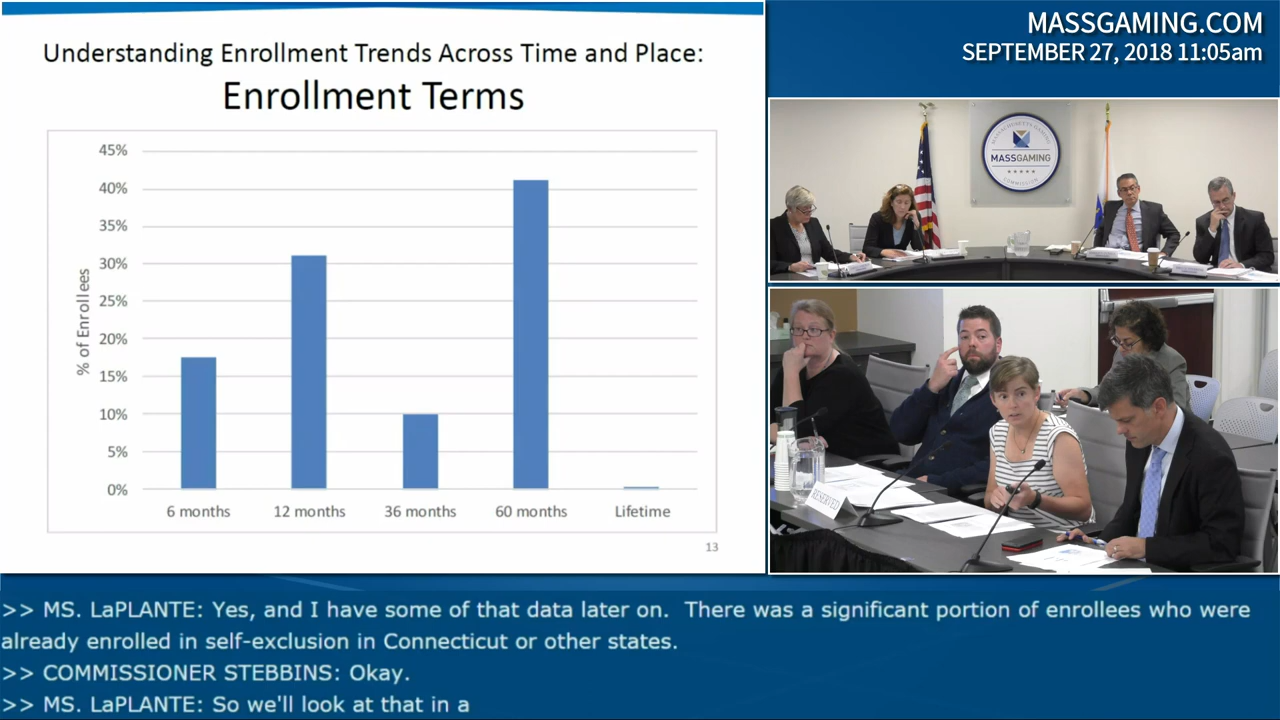 Understanding Enrollment Trends Across Time and Place:
Enrollment Terms
45%
40%
35%
30%
25%
20%
15%
10%
5%
0%
% of Enrollees
6 months
12 months
36 months
60 months
Lifetime
13
MASSGAMING.COM
SEPTEMBER 27, 2018 11:05am
MASSACHUSETTS GAMING
MASSGAMING
COMMISSION
RESERVED
>> MS. LaPLANTE: Yes, and I have some of that data later on. There was a significant portion of enrollees who were
already enrolled in self-exclusion in Connecticut or other states.
>> COMMISSIONER STEBBINS: Okay.
>> MS. LaPLANTE: So we'll look at that in a